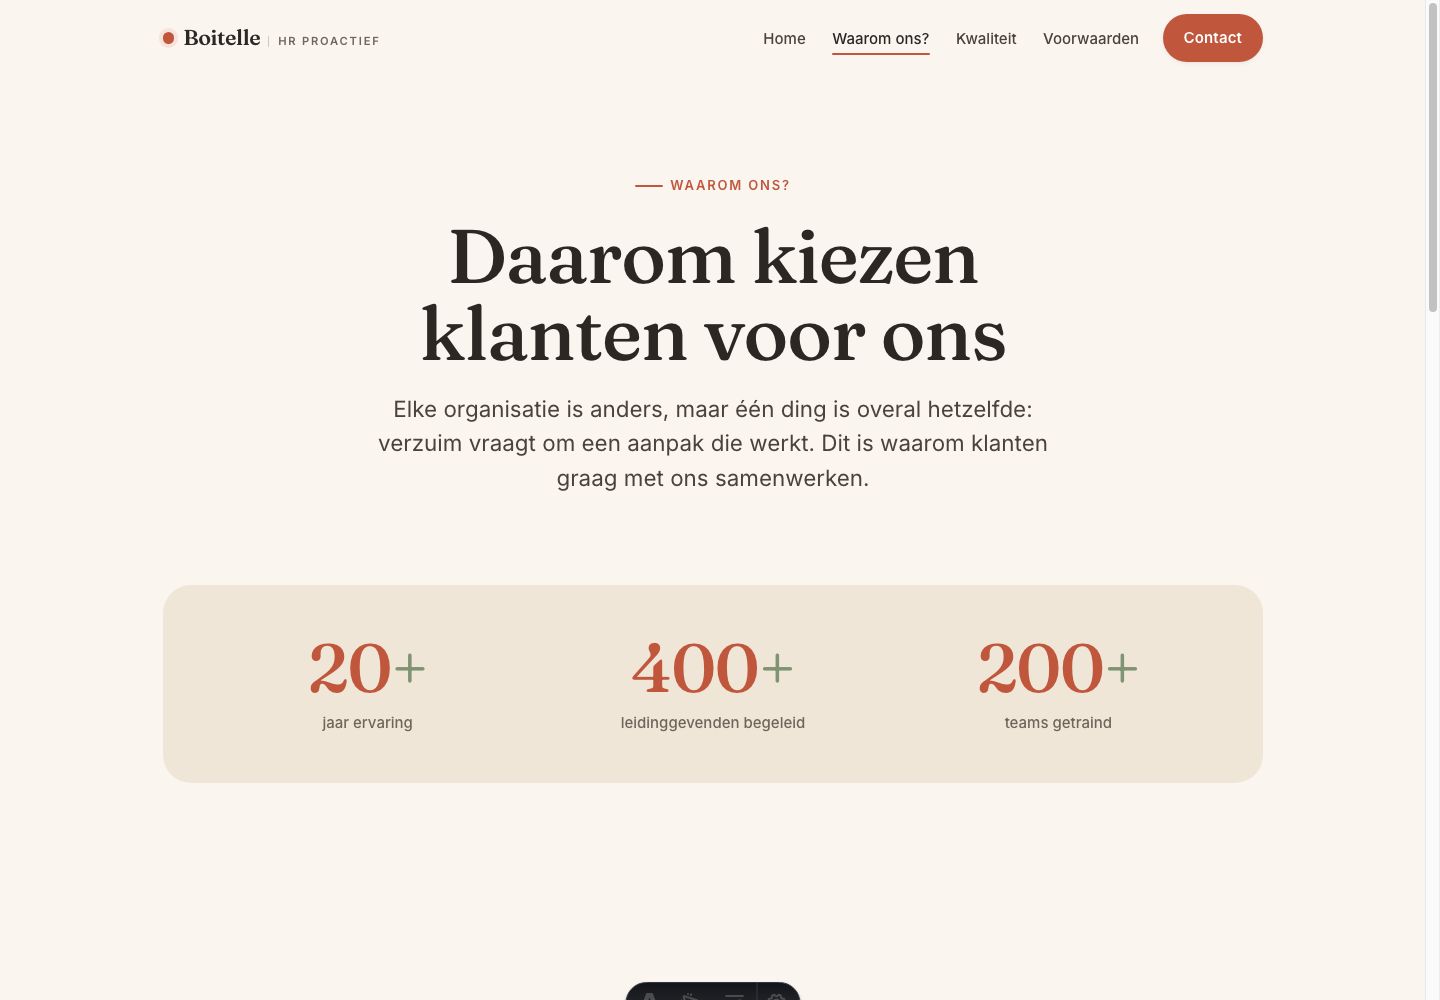 Boitelle HR PROACTIEF
Home Waarom ons? Kwaliteit Voorwaarden Contact
WAAROM ONS?
Daarom kiezen
klanten voor ons
Elke organisatie is anders, maar één ding is overal hetzelfde:
verzuim vraagt om een aanpak die werkt. Dit is waarom klanten
graag met ons samenwerken.
20+ 400+ 200+
jaar ervaring leidinggevenden begeleid teams getraind